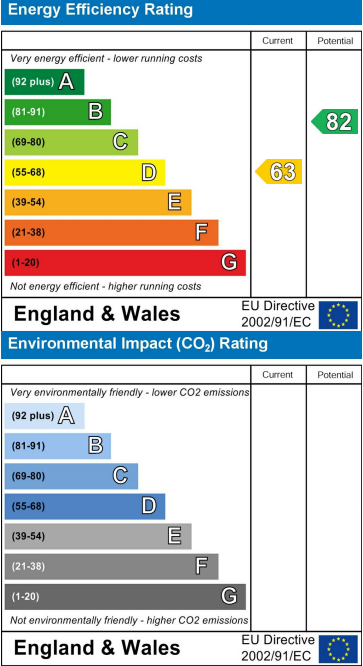 Energy Efficiency Rating
Current Potential
Very energy efficient - lower running costs
(92 plus) A
(81-91) B
82
(69-80) C
(55-68) D
63
(39-54) E
(21-38) F
(1-20) G
Not energy efficient - higher running costs
England & Wales
EU Directive
2002/91/EC
Environmental Impact (CO₂) Rating
Current Potential
Very environmentally friendly - lower CO2 emissions
(92 plus) A
(81-91) B
(69-80) C
(55-68) D
(39-54) E
(21-38) F
(1-20) G
Not environmentally friendly - higher CO2 emissions
England & Wales
EU Directive
2002/91/EC